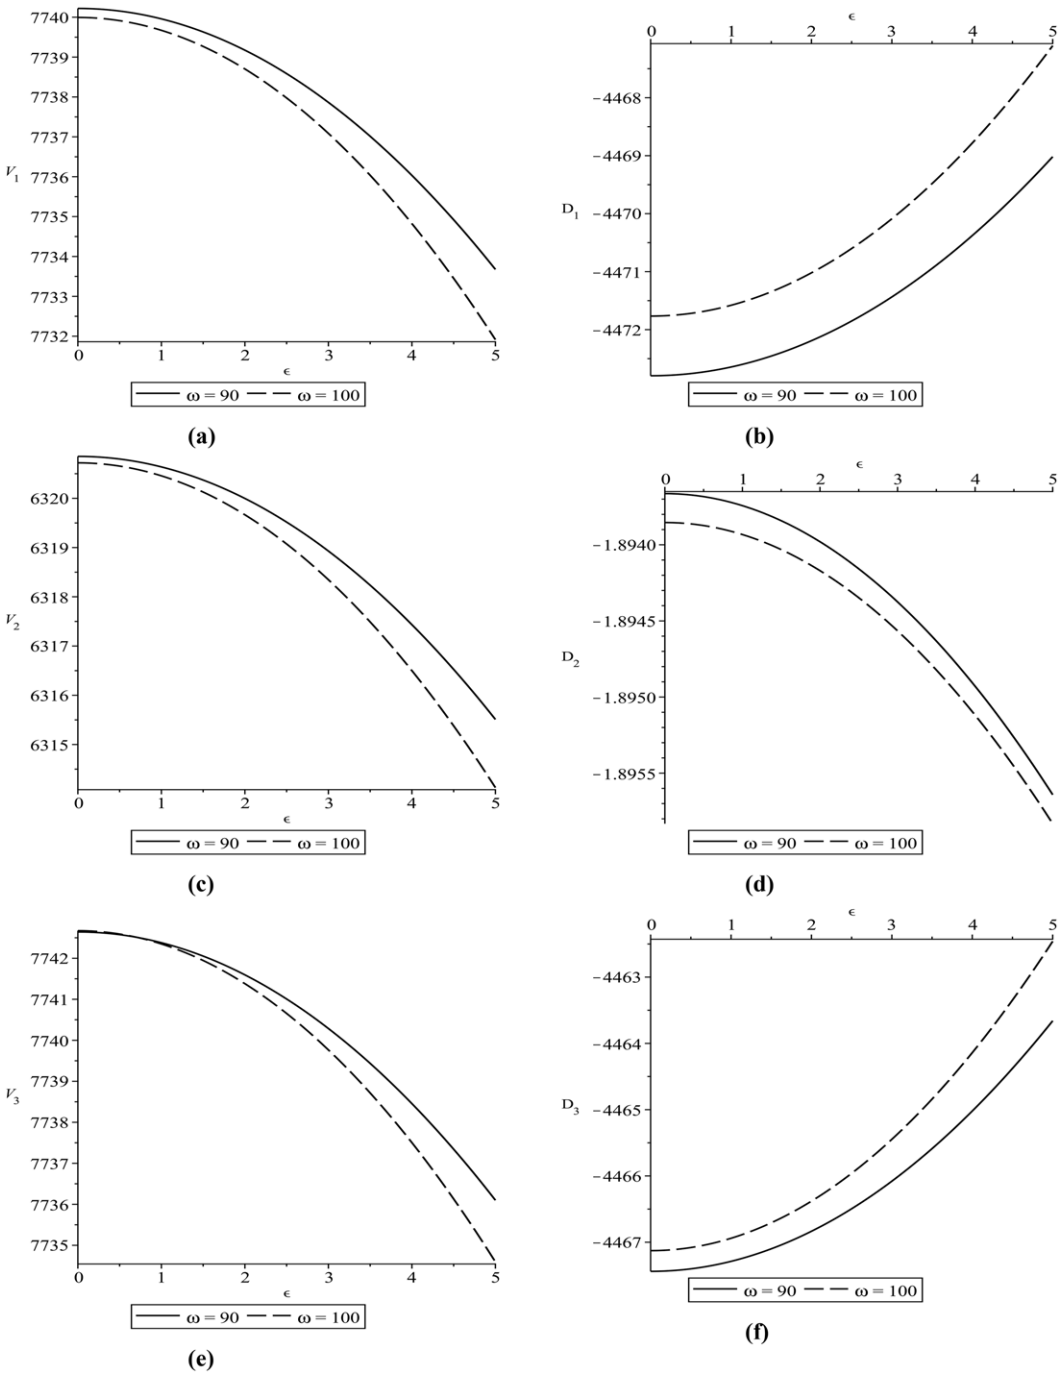 7740
7739
7738
7737
V1 7736
7735
7734
7733
7732
0 1 2 3 4 5
ϵ
ω = 90 ω = 100
(a)
ϵ
0 1 2 3 4 5
−4468
−4469
D1 −4470
−4471
−4472
ω = 90 ω = 100
(b)
6320
6319
6318
V2
6317
6316
6315
0 1 2 3 4 5
ϵ
ω = 90 ω = 100
(c)
ϵ
0 1 2 3 4 5
−1.8940
−1.8945
D2
−1.8950
−1.8955
ω = 90 ω = 100
(d)
7742
7741
7740
7739
V3
7738
7737
7736
7735
0 1 2 3 4 5
ϵ
ω = 90 ω = 100
(e)
ϵ
0 1 2 3 4 5
−4463
−4464
D3 −4465
−4466
−4467
ω = 90 ω = 100
(f)